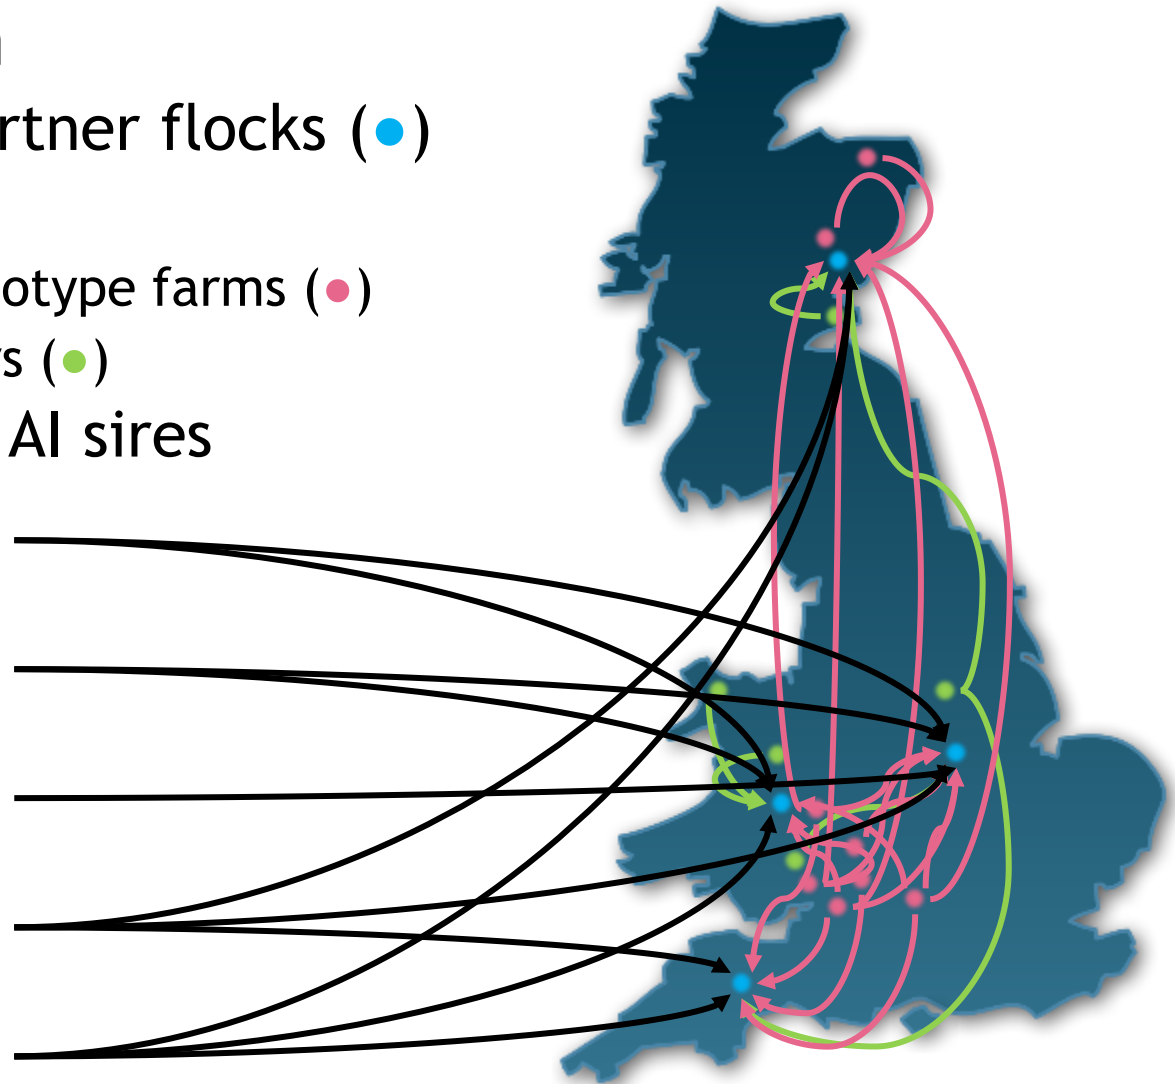 rtner flocks (●)
otype farms (●)
s (●)
AI sires